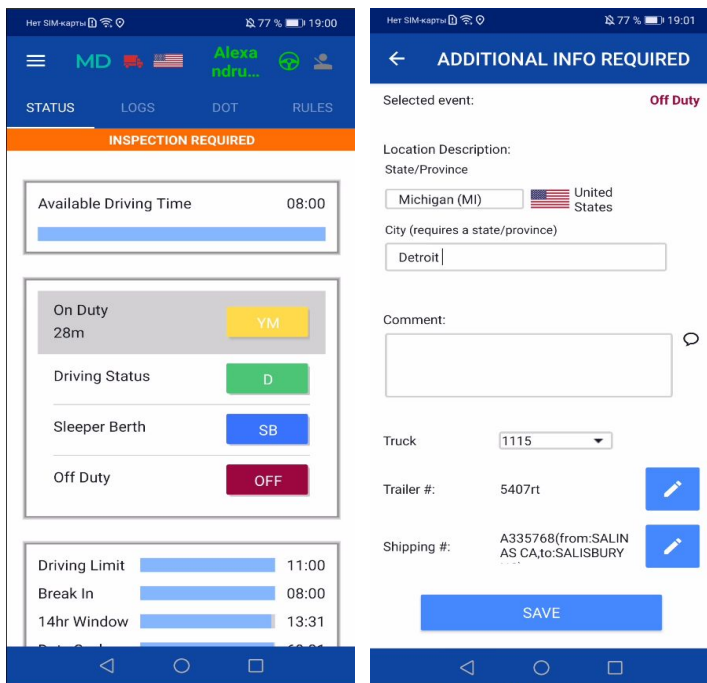 Нет SIM-карты 77 % 19:00
MD Alexa
ndru...
STATUS LOGS DOT RULES
INSPECTION REQUIRED
Available Driving Time 08:00
On Duty
28m
YM
Driving Status D
Sleeper Berth SB
Off Duty OFF
Driving Limit 11:00
Break In 08:00
14hr Window 13:31
Нет SIM-карты 77 % 19:01
ADDITIONAL INFO REQUIRED
Selected event: Off Duty
Location Description:
State/Province
Michigan (MI) United
States
City (requires a state/province)
Detroit
Comment:
Truck 1115
Trailer #: 5407rt
Shipping #: A335768(from:SALIN
AS CA,to:SALISBURY
SAVE